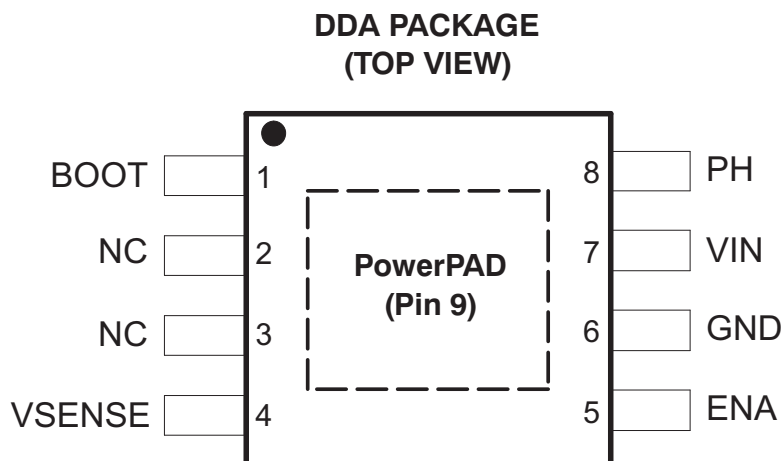 DDA PACKAGE
(TOP VIEW)
BOOT 1 8 PH
NC 2 7 VIN
PowerPAD
(Pin 9)
NC 3 6 GND
VSENSE 4 5 ENA